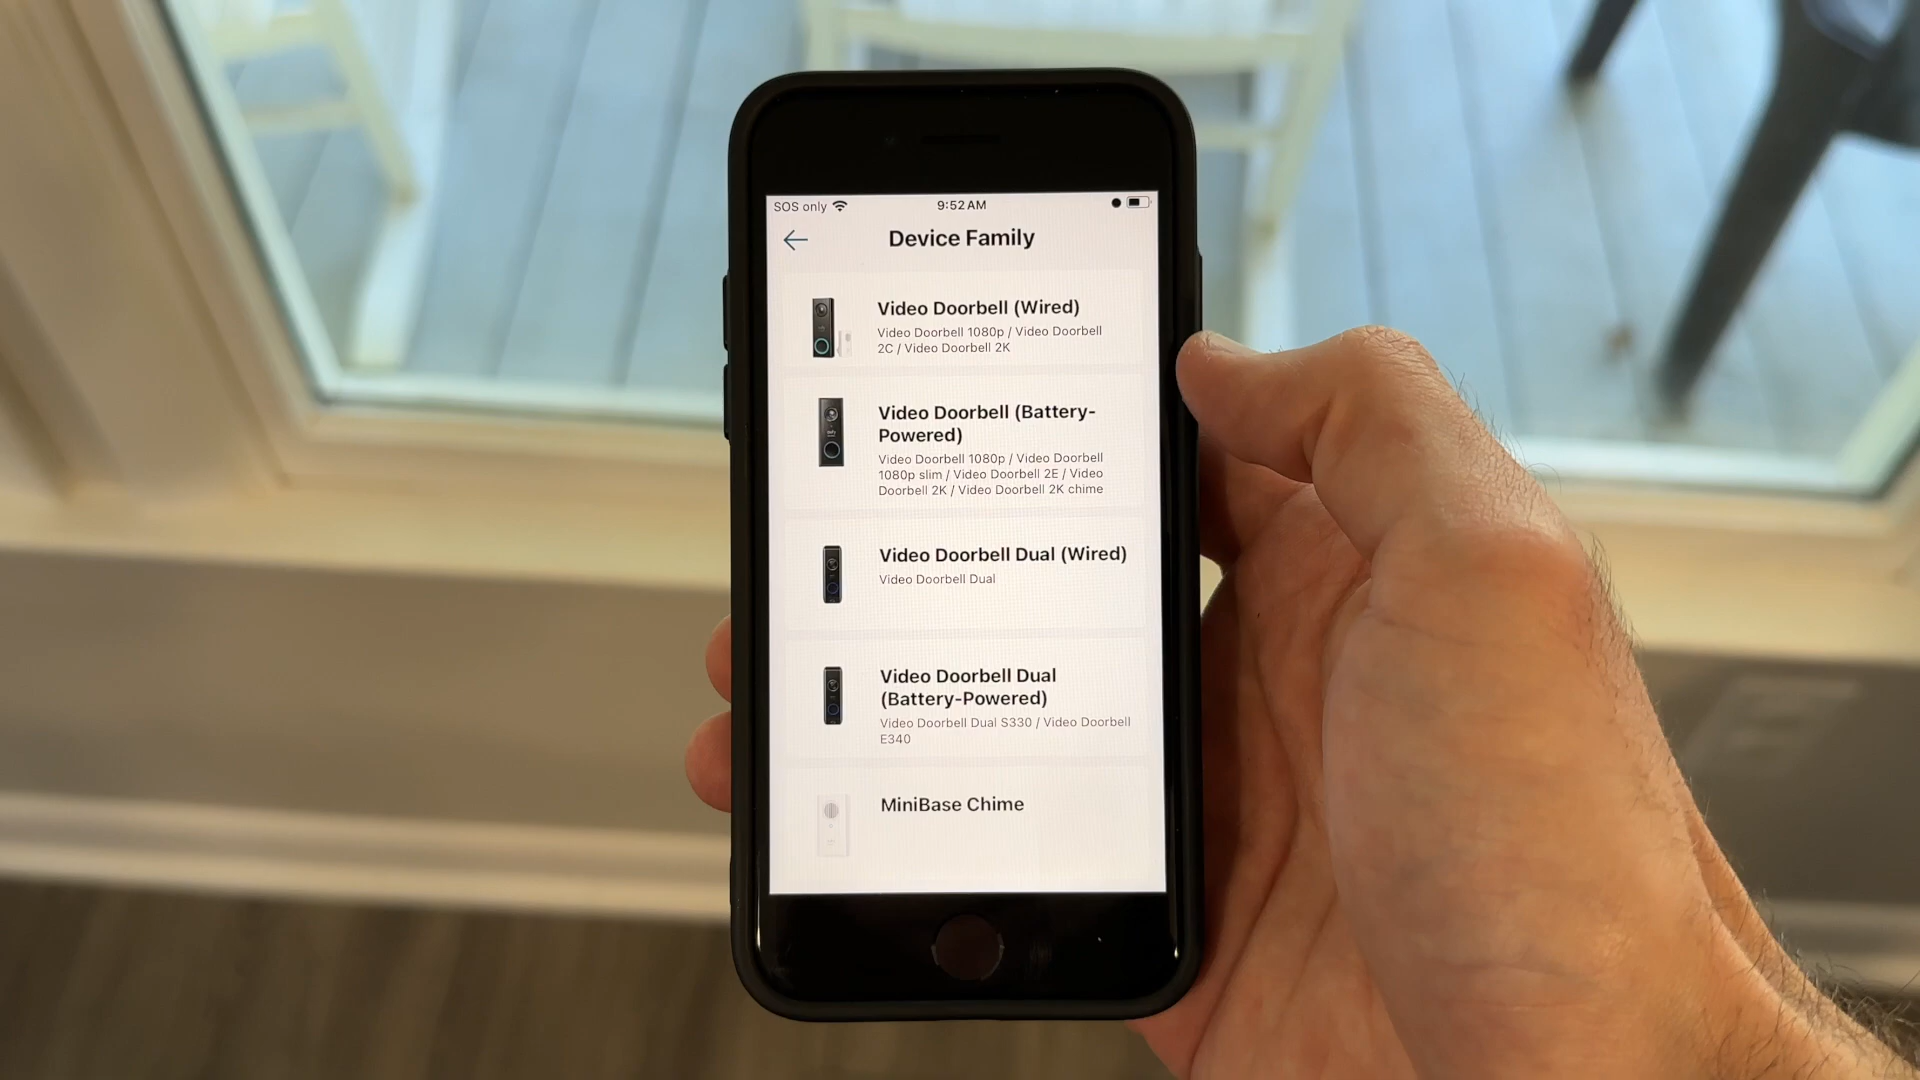 SOS only
9:52 AM
Device Family
Video Doorbell (Wired)
Video Doorbell 1080p / Video Doorbell
2C / Video Doorbell 2K
Video Doorbell (Battery-
Powered)
Video Doorbell 1080p / Video Doorbell
1080p slim / Video Doorbell 2E / Video
Doorbell 2K / Video Doorbell 2K chime
Video Doorbell Dual (Wired)
Video Doorbell Dual
Video Doorbell Dual
(Battery-Powered)
Video Doorbell Dual S330 / Video Doorbell
E340
MiniBase Chime